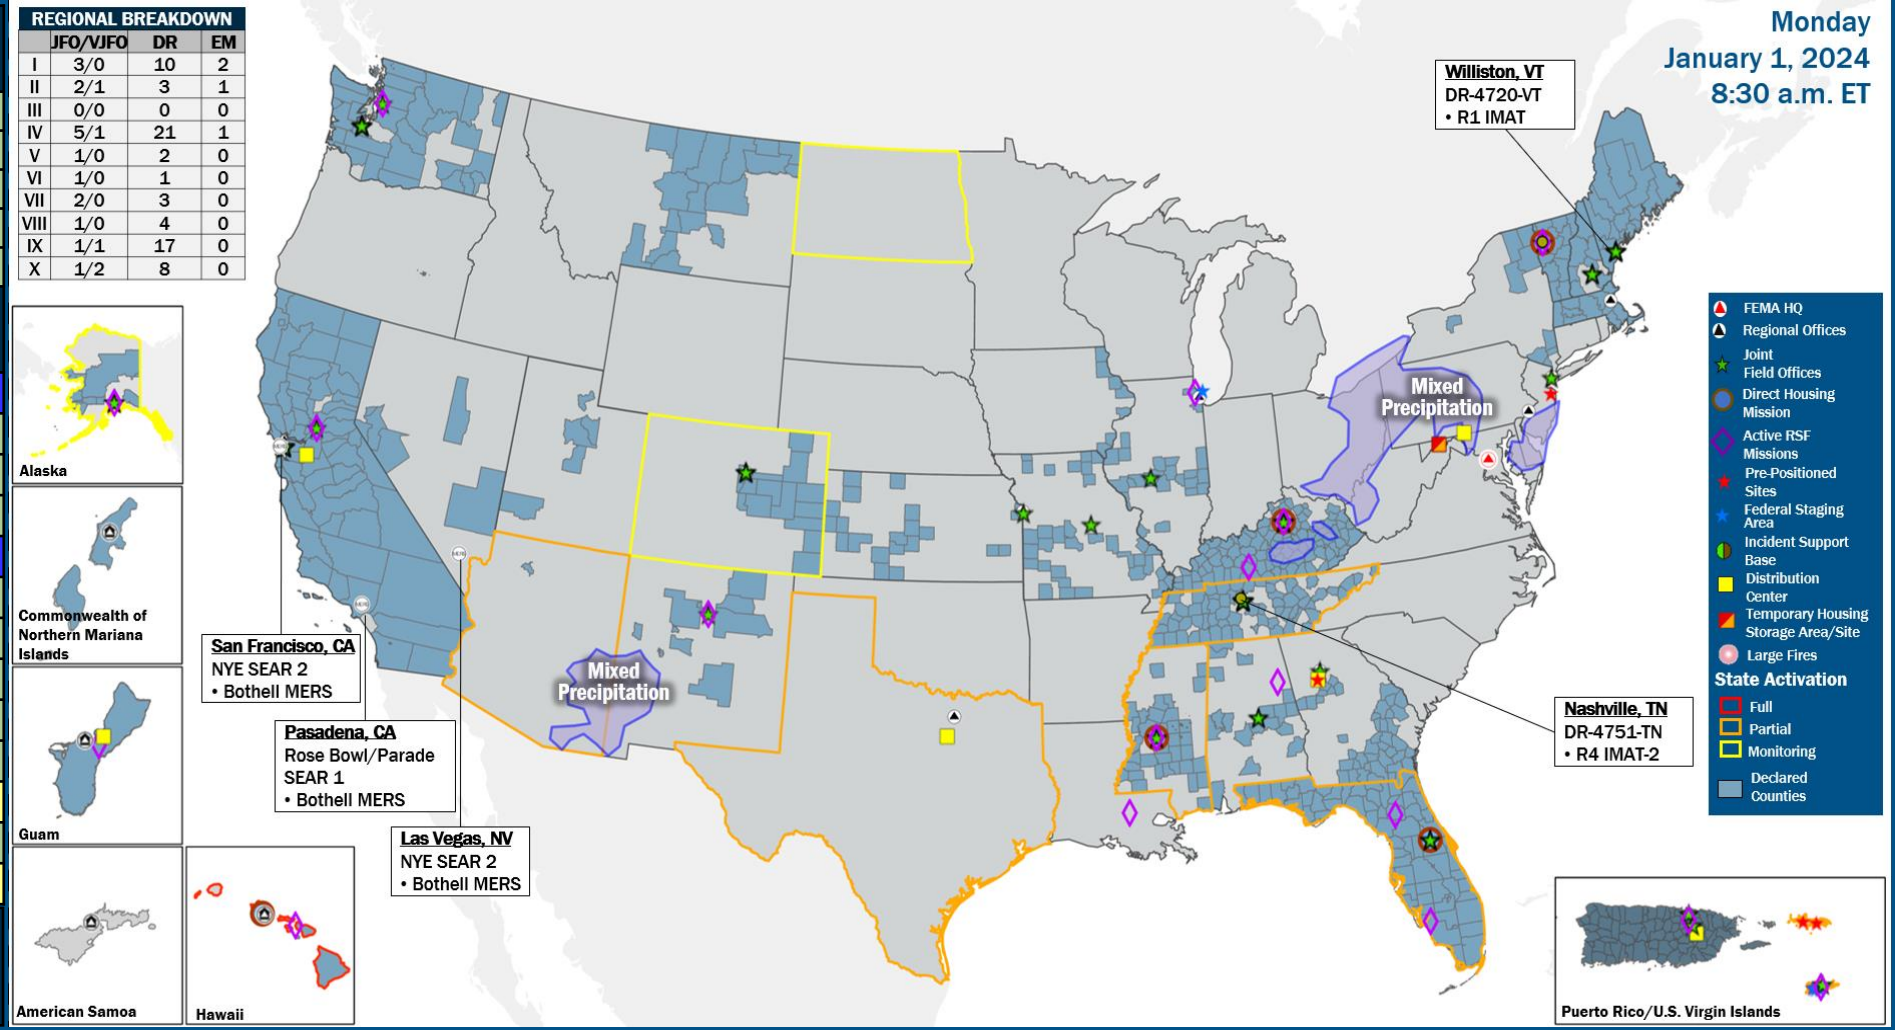 REGIONAL BREAKDOWN
JFO/VJFO DR EM
I 3/0 10 2
II 2/1 3 1
III 0/0 0 0
IV 5/1 21 1
V 1/0 2 0
VI 1/0 1 0
VII 2/0 3 0
VIII 1/0 4 0
IX 1/1 17 0
X 1/2 8 0
Monday
January 1, 2024
8:30 a.m. ET
Williston, VT
DR-4720-VT
• R1 IMAT
Mixed
Precipitation
Mixed
Precipitation
San Francisco, CA
NYE SEAR 2
• Bothell MERS
Pasadena, CA
Rose Bowl/Parade
SEAR 1
• Bothell MERS
Las Vegas, NV
NYE SEAR 2
• Bothell MERS
Nashville, TN
DR-4751-TN
• R4 IMAT-2
FEMA HQ
Regional Offices
Joint
Field Offices
Direct Housing
Mission
Active RSF
Missions
Pre-Positioned
Sites
Federal Staging
Area
Incident Support
Base
Distribution
Center
Temporary Housing
Storage Area/Site
Large Fires
State Activation
Full
Partial
Monitoring
Declared
Counties
Alaska
Commonwealth of
Northern Mariana
Islands
Guam
American Samoa
Hawaii
Puerto Rico/U.S. Virgin Islands